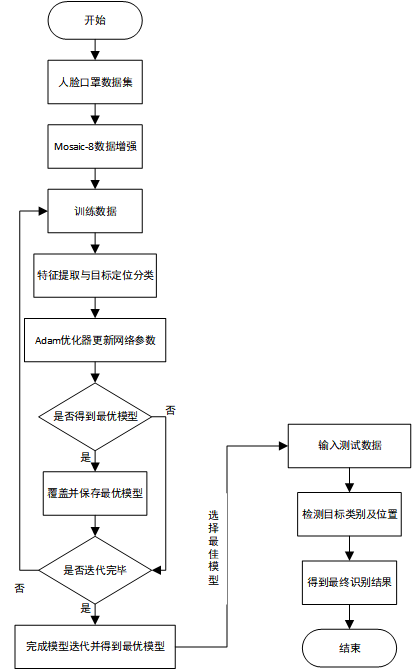 开始
人脸口罩数据集
Mosaic-8数据增强
训练数据
特征提取与目标定位分类
Adam优化器更新网络参数
是否得到最优模型
否
是
覆盖并保存最优模型
是否迭代完毕
否
是
完成模型迭代并得到最优模型
选择最佳模型
输入测试数据
检测目标类别及位置
得到最终识别结果
结束